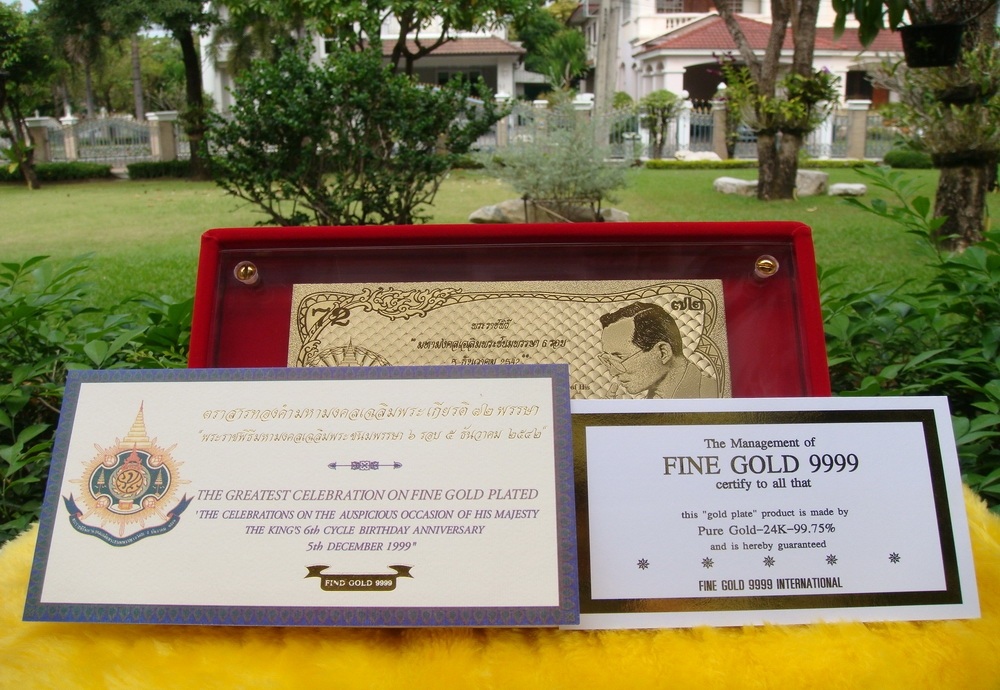 72
๗๒
พระราชพิธี
"มหามงคลเฉลิมพระชนมพรรษา ๖ รอบ
๕ ธันวาคม ๒๕๔๒"
ตราสารทองคำมหามงคลเฉลิมพระเกียรติ ๗๒ พรรษา
"พระราชพิธีมหามงคลเฉลิมพระชนมพรรษา ๖ รอบ ๕ ธันวาคม ๒๕๔๒"
THE GREATEST CELEBRATION ON FINE GOLD PLATED
"THE CELEBRATIONS ON THE AUSPICIOUS OCCASION OF HIS MAJESTY
THE KING'S 6th CYCLE BIRTHDAY ANNIVERSARY
5th DECEMBER 1999"
FIND GOLD 9999
The Management of
FINE GOLD 9999
certify to all that
this "gold plate" product is made by
Pure Gold-24K-99.75%
and is hereby guaranteed
FINE GOLD 9999 INTERNATIONAL